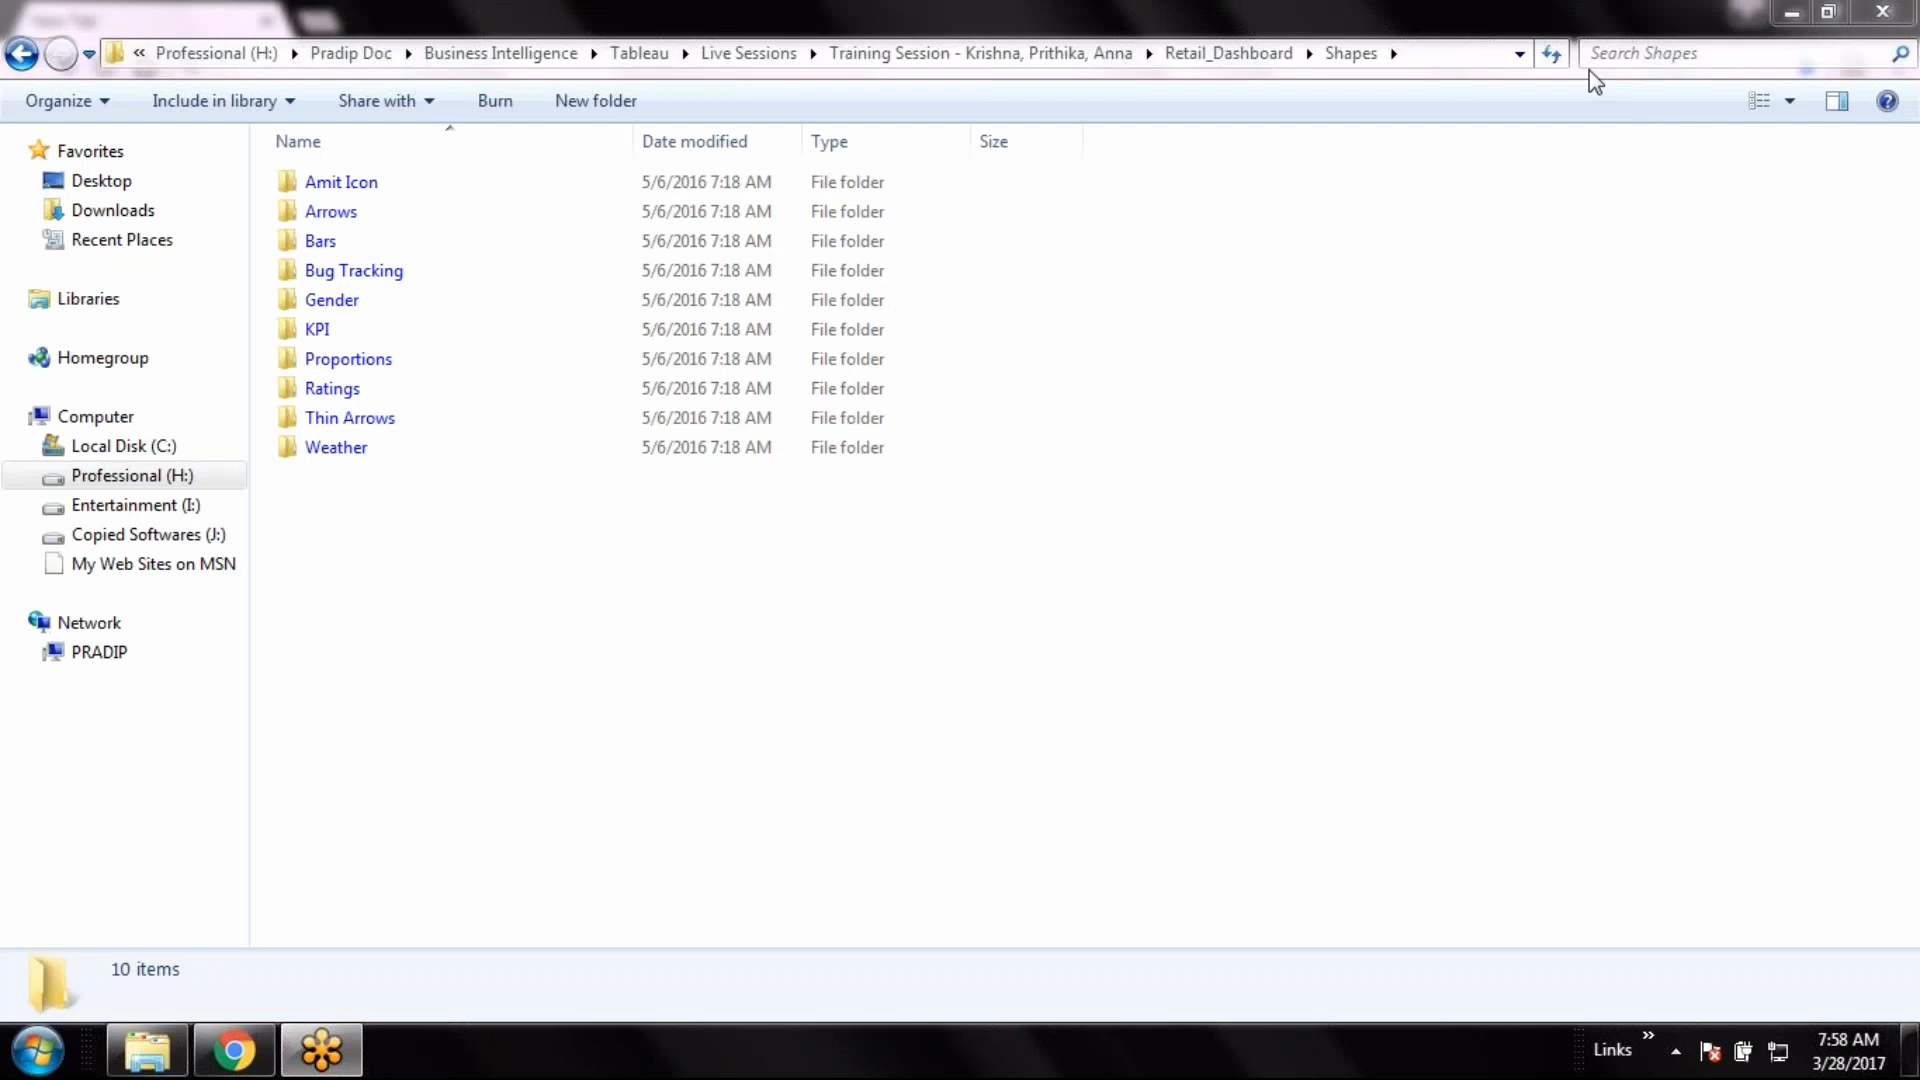 « Professional (H:) Pradip Doc Business Intelligence Tableau Live Sessions Training Session - Krishna, Prithika, Anna Retail_Dashboard Shapes Search Shapes
Organize Include in library Share with Burn New folder
Name Date modified Type Size
Favorites
Desktop
Downloads
Recent Places
Libraries
Homegroup
Computer
Local Disk (C:)
Professional (H:)
Entertainment (I:)
Copied Softwares (J:)
My Web Sites on MSN
Network
PRADIP
Amit Icon 5/6/2016 7:18 AM File folder
Arrows 5/6/2016 7:18 AM File folder
Bars 5/6/2016 7:18 AM File folder
Bug Tracking 5/6/2016 7:18 AM File folder
Gender 5/6/2016 7:18 AM File folder
KPI 5/6/2016 7:18 AM File folder
Proportions 5/6/2016 7:18 AM File folder
Ratings 5/6/2016 7:18 AM File folder
Thin Arrows 5/6/2016 7:18 AM File folder
Weather 5/6/2016 7:18 AM File folder
10 items
Links » 7:58 AM
3/28/2017